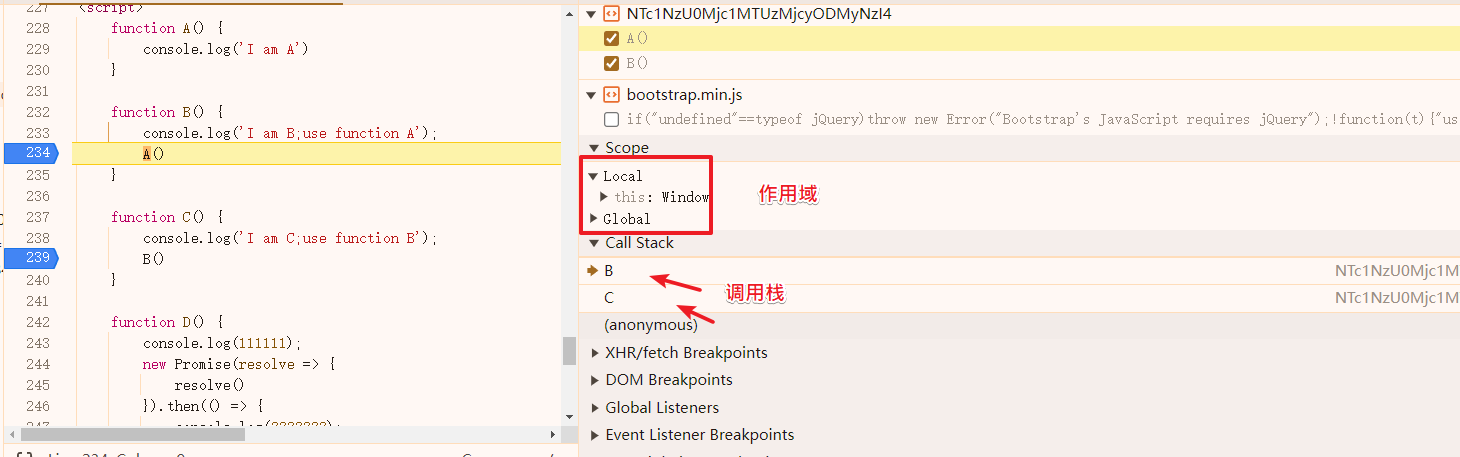 227 <script>
228 function A() {
229 console.log('I am A')
230 }
231
232 function B() {
233 console.log('I am B;use function A');
234 A()
235 }
236
237 function C() {
238 console.log('I am C;use function B');
239 B()
240 }
241
242 function D() {
243 console.log(111111);
244 new Promise(resolve => {
245 resolve()
246 }).then(() => {
NTc1NzU0Mjc1MTUzMjcyODMyNzI4
A()
B()
bootstrap.min.js
if("undefined"==typeof jQuery)throw new Error("Bootstrap's JavaScript requires jQuery");!function(t){"us
Scope
Local
this: Window
Global
作用域
Call Stack
B NTc1NzU0Mjc1M
C NTc1NzU0Mjc1M
调用栈
(anonymous)
XHR/fetch Breakpoints
DOM Breakpoints
Global Listeners
Event Listener Breakpoints